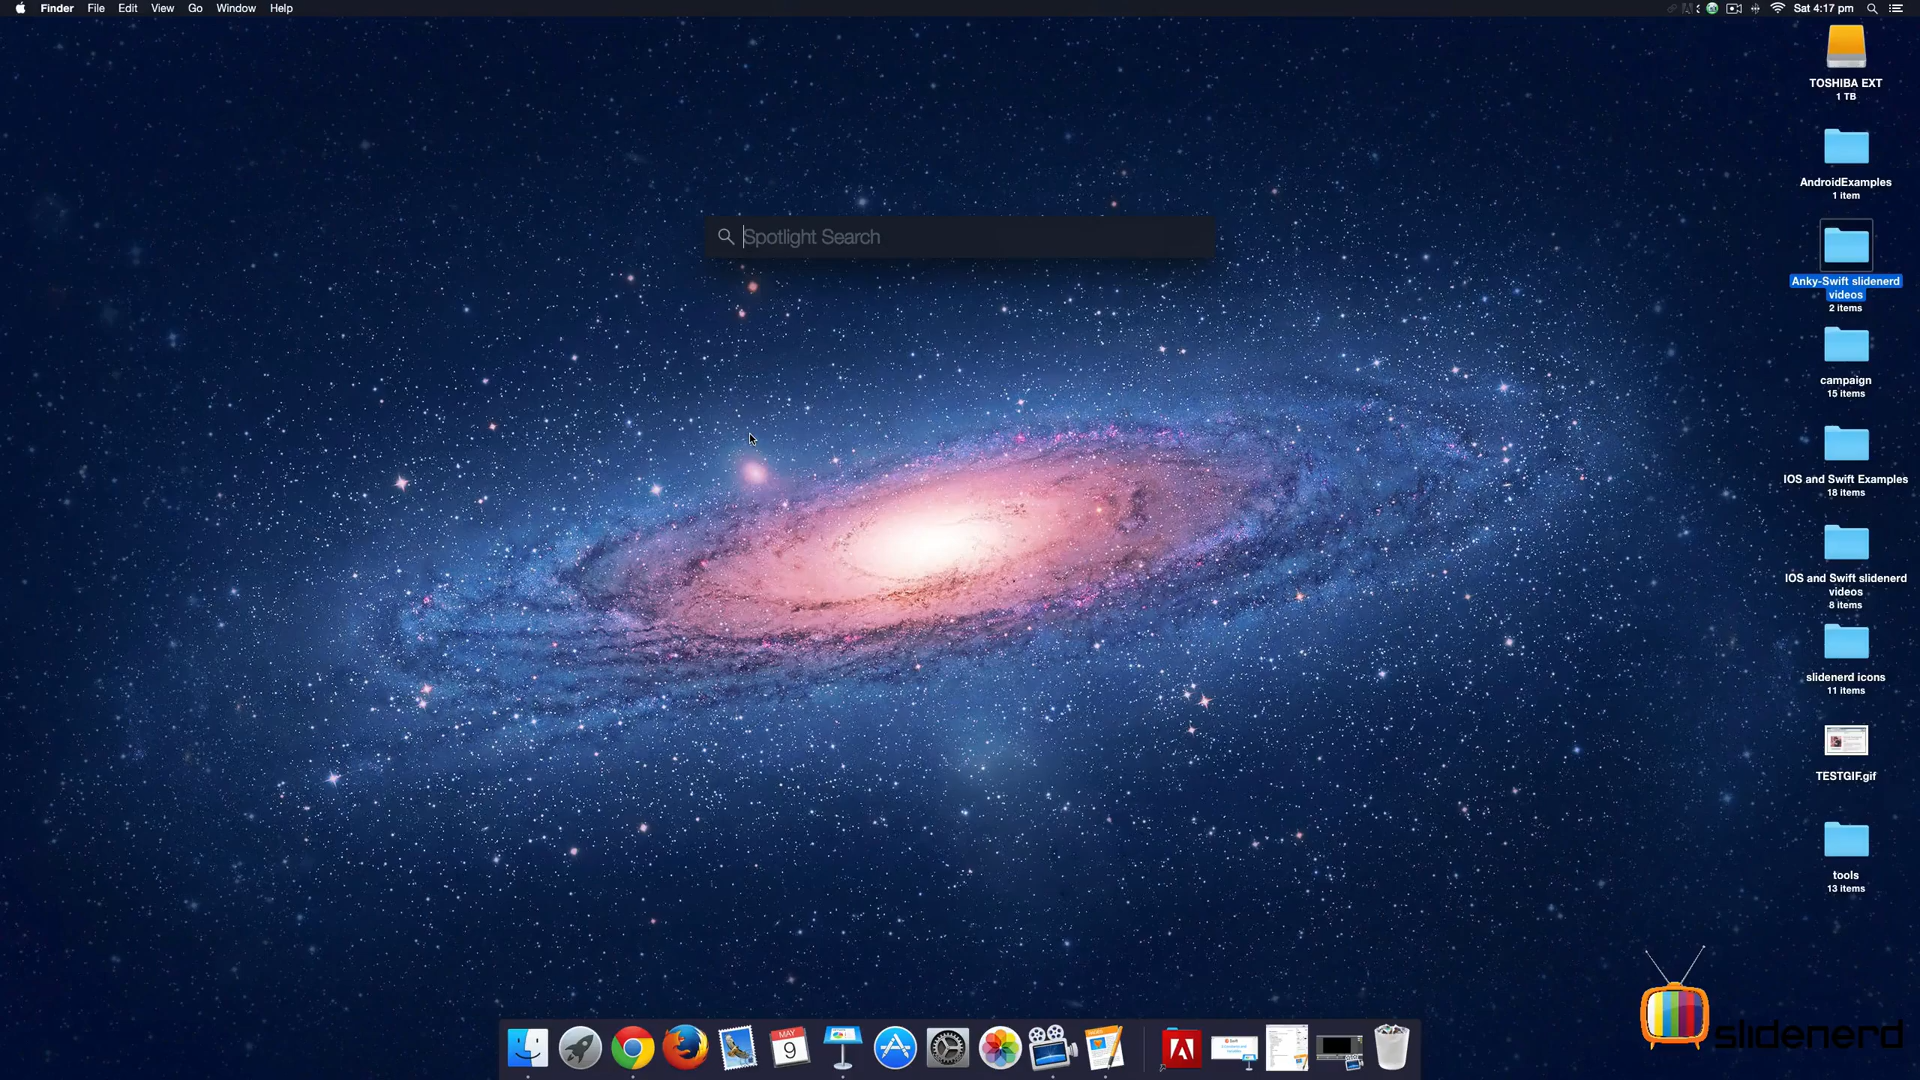 Finder File Edit View Go Window Help
Sat 4:17 pm
TOSHIBA EXT
1 TB
AndroidExamples
1 item
Spotlight Search
Anky-Swift slidenerd
videos
2 items
campaign
15 items
IOS and Swift Examples
18 items
IOS and Swift slidenerd
videos
8 items
slidenerd icons
11 items
TESTGIF.gif
tools
13 items
slidenerd
MAY
9